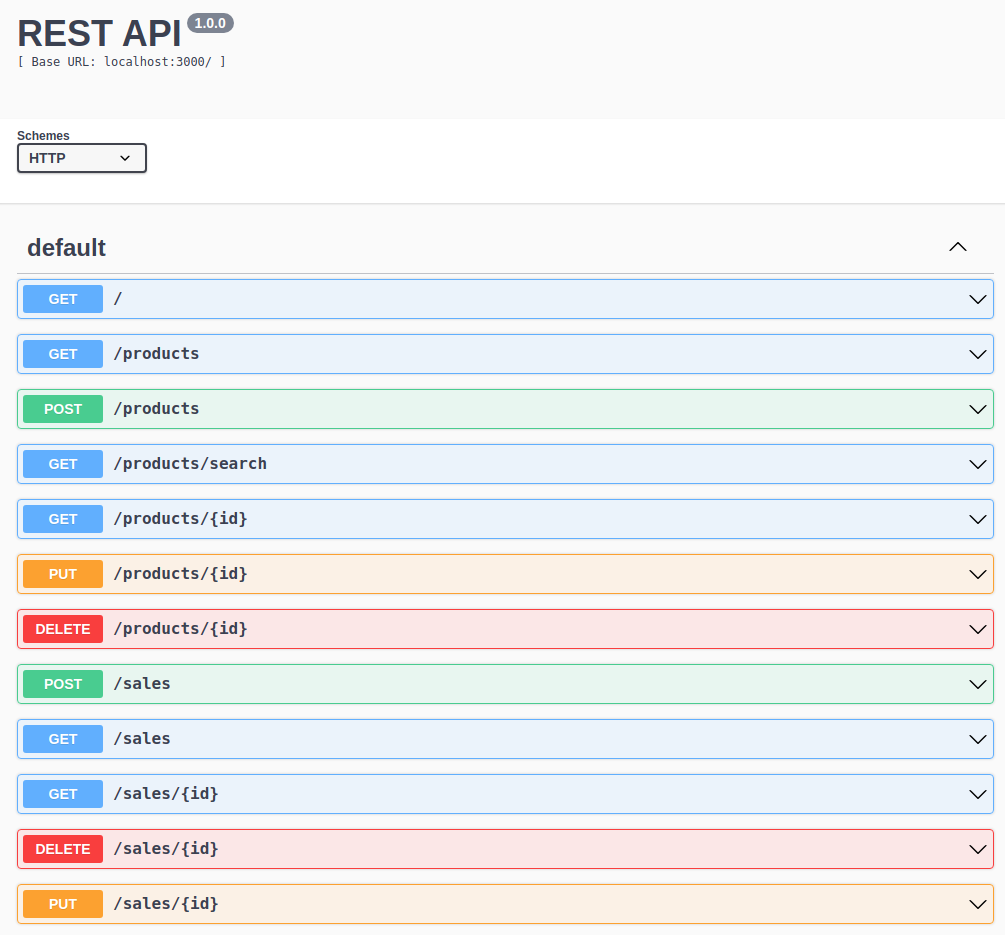 REST API 1.0.0
[ Base URL: localhost:3000/ ]
Schemes
HTTP
default
GET /
GET /products
POST /products
GET /products/search
GET /products/{id}
PUT /products/{id}
DELETE /products/{id}
POST /sales
GET /sales
GET /sales/{id}
DELETE /sales/{id}
PUT /sales/{id}